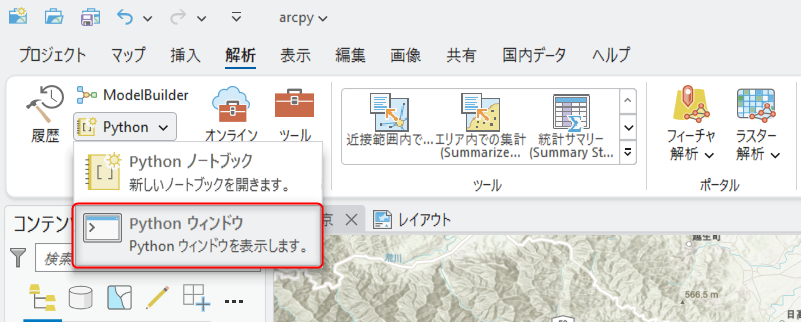 arcpy
プロジェクト マップ 挿入 解析 表示 編集 画像 共有 国内データ ヘルプ
履歴
ModelBuilder
Python
オンライン
ツール
近接範囲内で...
エリア内での集計
(Summarize...
統計サマリー
(Summary St...
ツール
フィーチャ
解析
ラスター
解析
ポータル
Python ノートブック
新しいノートブックを開きます。
Python ウィンドウ
Python ウィンドウを表示します。
コンテン
検索
京
レイアウト
越生町
566.5 m
日高